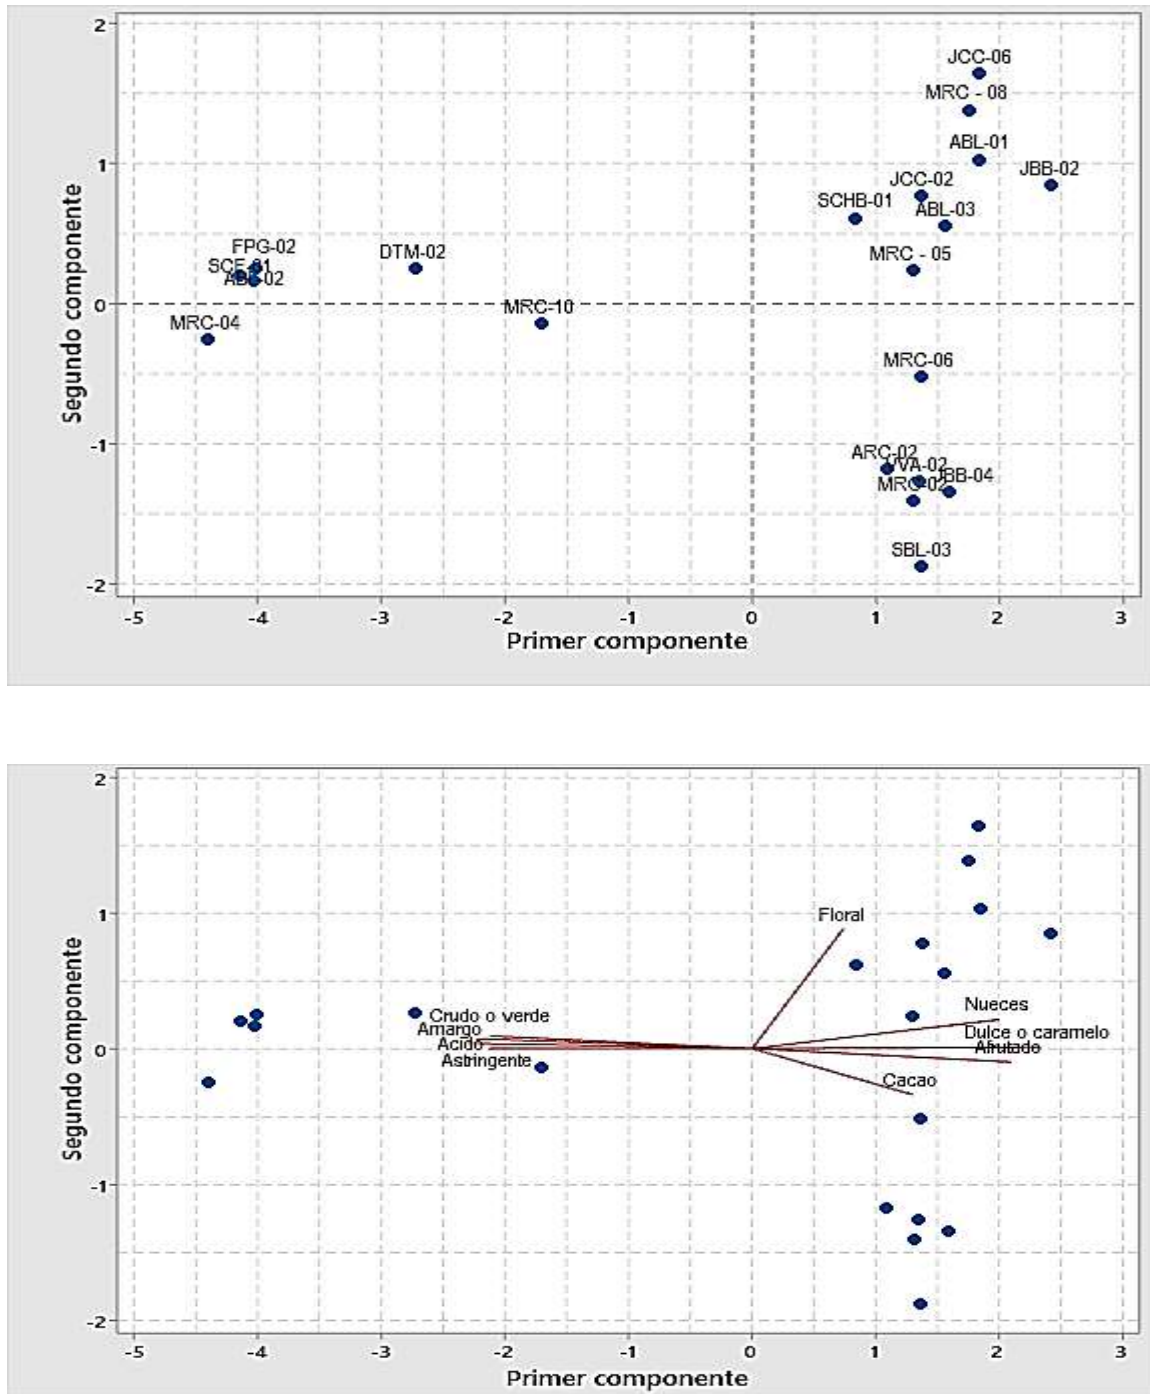 2
JCC-06
MRC - 08
ABL-01
1
JBB-02
JCC-02
SCHB-01
ABL-03
FPG-02
DTM-02
MRC - 05
0
MRC-10
MRC-04
MRC-06
-1
ARC-02
JBB-04
MRC-02
SBL-03
-2
-5 -4 -3 -2 -1 0 1 2 3
Primer componente
Segundo componente
2
1
Floral
Nueces
Crudo o verde
Dulce o caramelo
Amargo
Acido
Afrutado
0
Astringente
Cacao
-1
-2
-5 -4 -3 -2 -1 0 1 2 3
Primer componente
Segundo componente